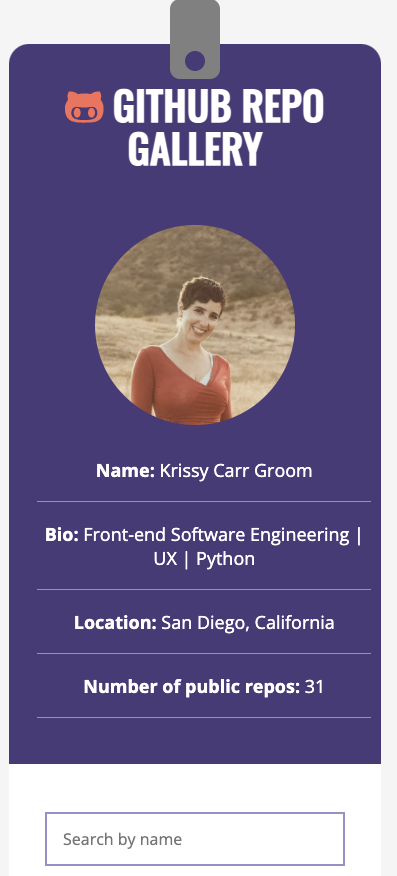 GITHUB REPO
GALLERY
Name: Krissy Carr Groom
Bio: Front-end Software Engineering |
UX | Python
Location: San Diego, California
Number of public repos: 31
Search by name